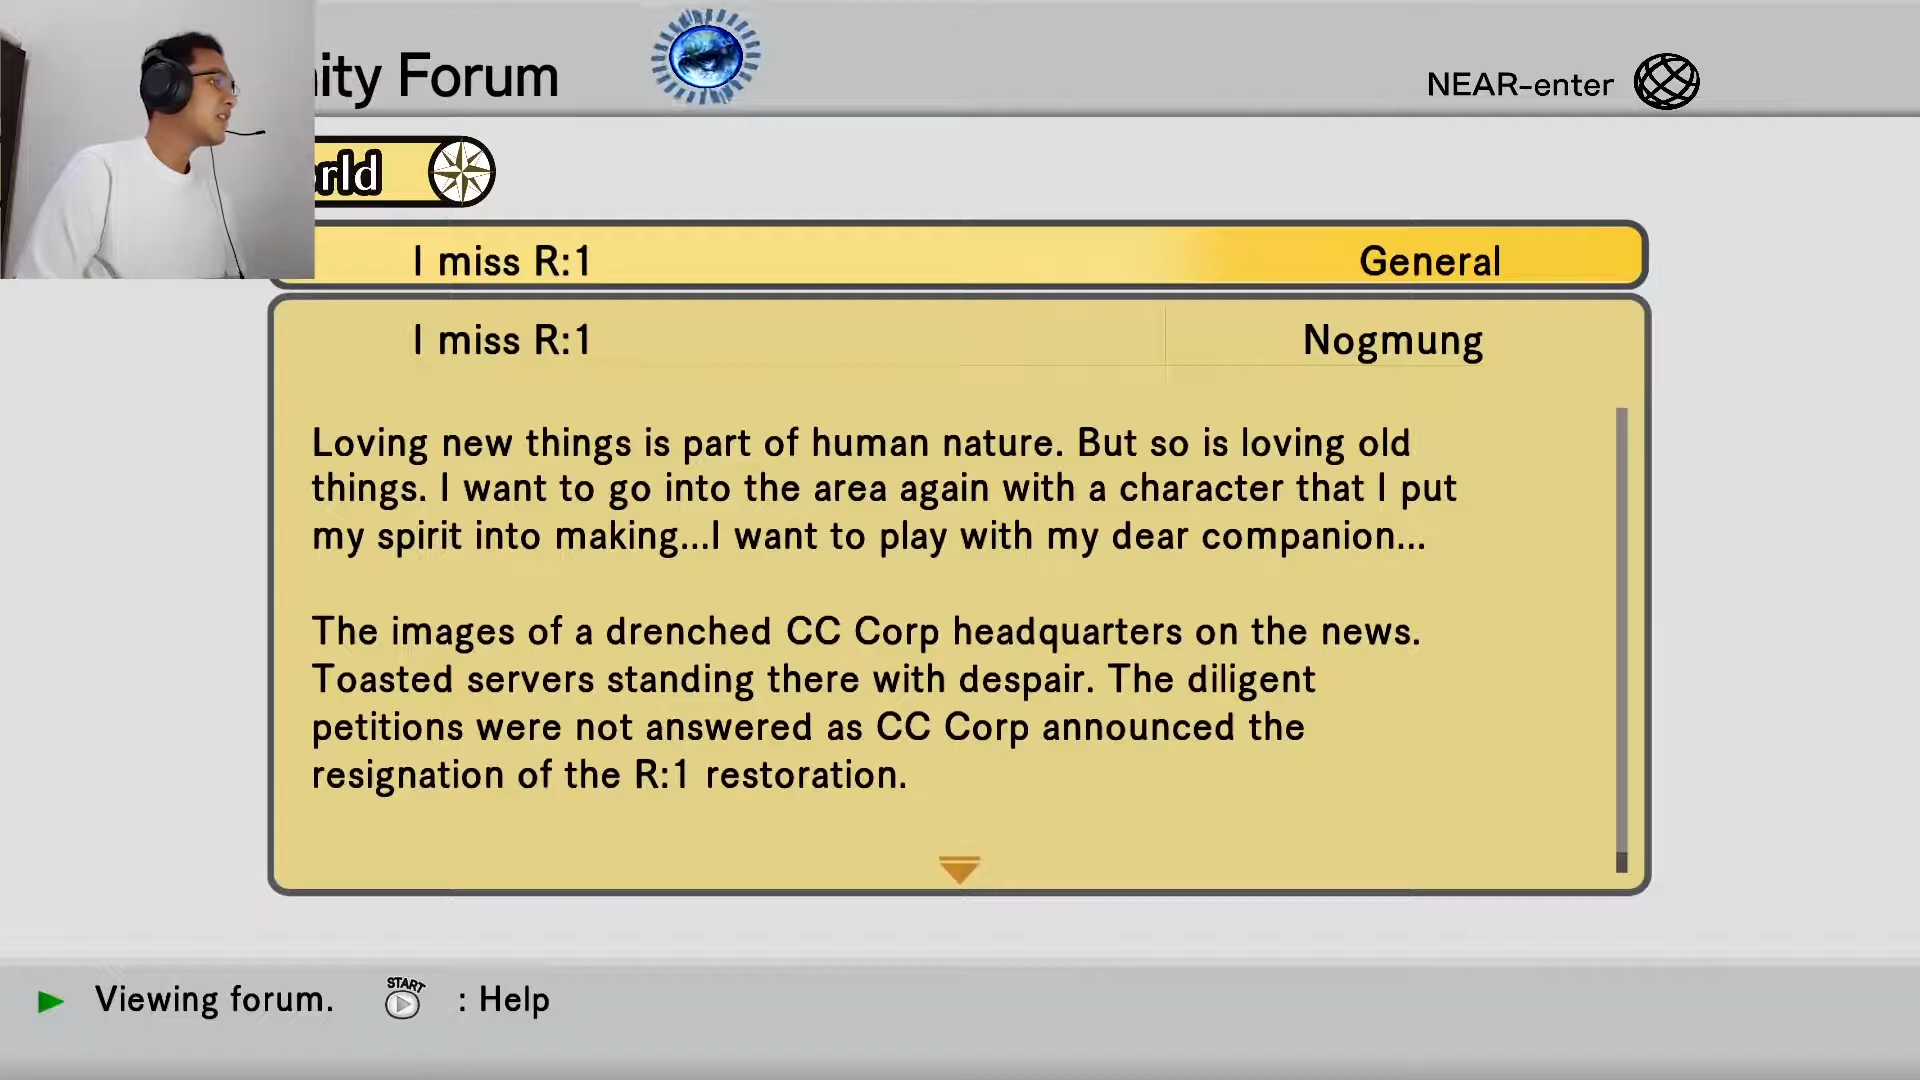 ity Forum
NEAR-enter
rld
I miss R:1 General
I miss R:1 Nogmung
Loving new things is part of human nature. But so is loving old
things. I want to go into the area again with a character that I put
my spirit into making...I want to play with my dear companion...
The images of a drenched CC Corp headquarters on the news.
Toasted servers standing there with despair. The diligent
petitions were not answered as CC Corp announced the
resignation of the R:1 restoration.
Viewing forum. START : Help